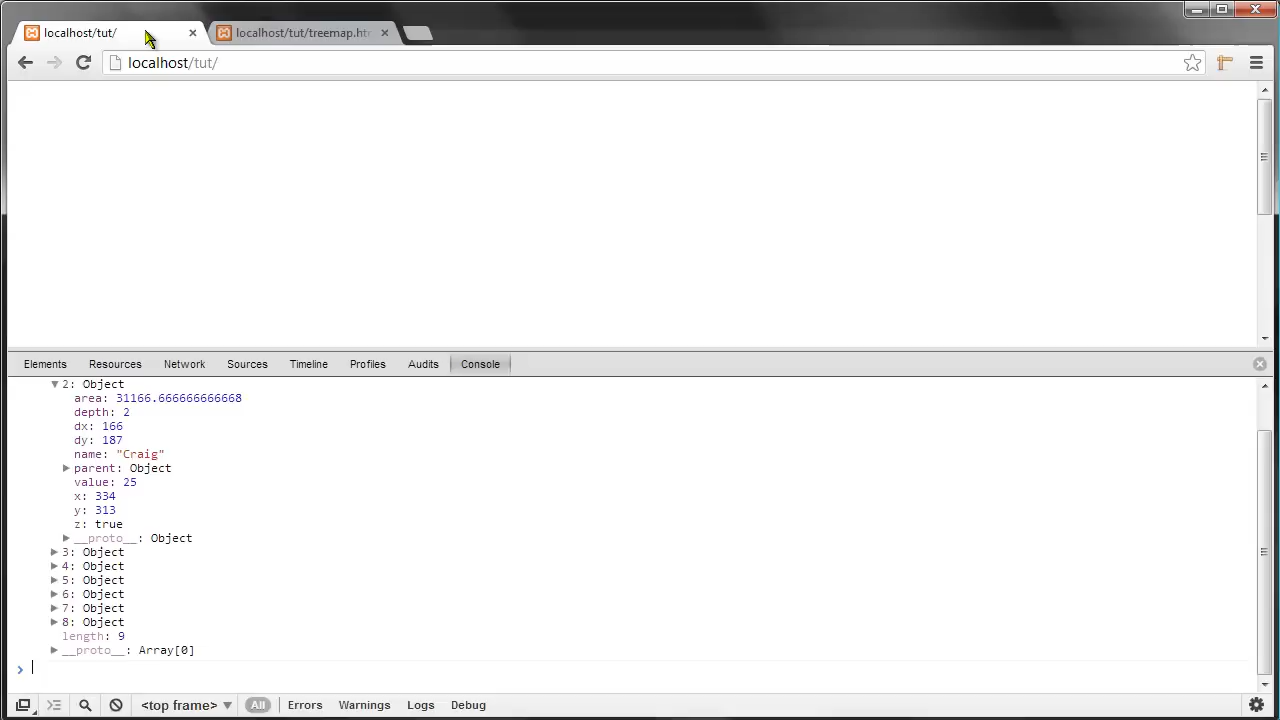 localhost/tut/
localhost/tut/treemap.htm
localhost/tut/
Elements Resources Network Sources Timeline Profiles Audits Console
2: Object
area: 31166.666666666668
depth: 2
dx: 166
dy: 187
name: "Craig"
parent: Object
value: 25
x: 334
y: 313
z: true
__proto__: Object
3: Object
4: Object
5: Object
6: Object
7: Object
8: Object
length: 9
__proto__: Array[0]
<top frame> All Errors Warnings Logs Debug